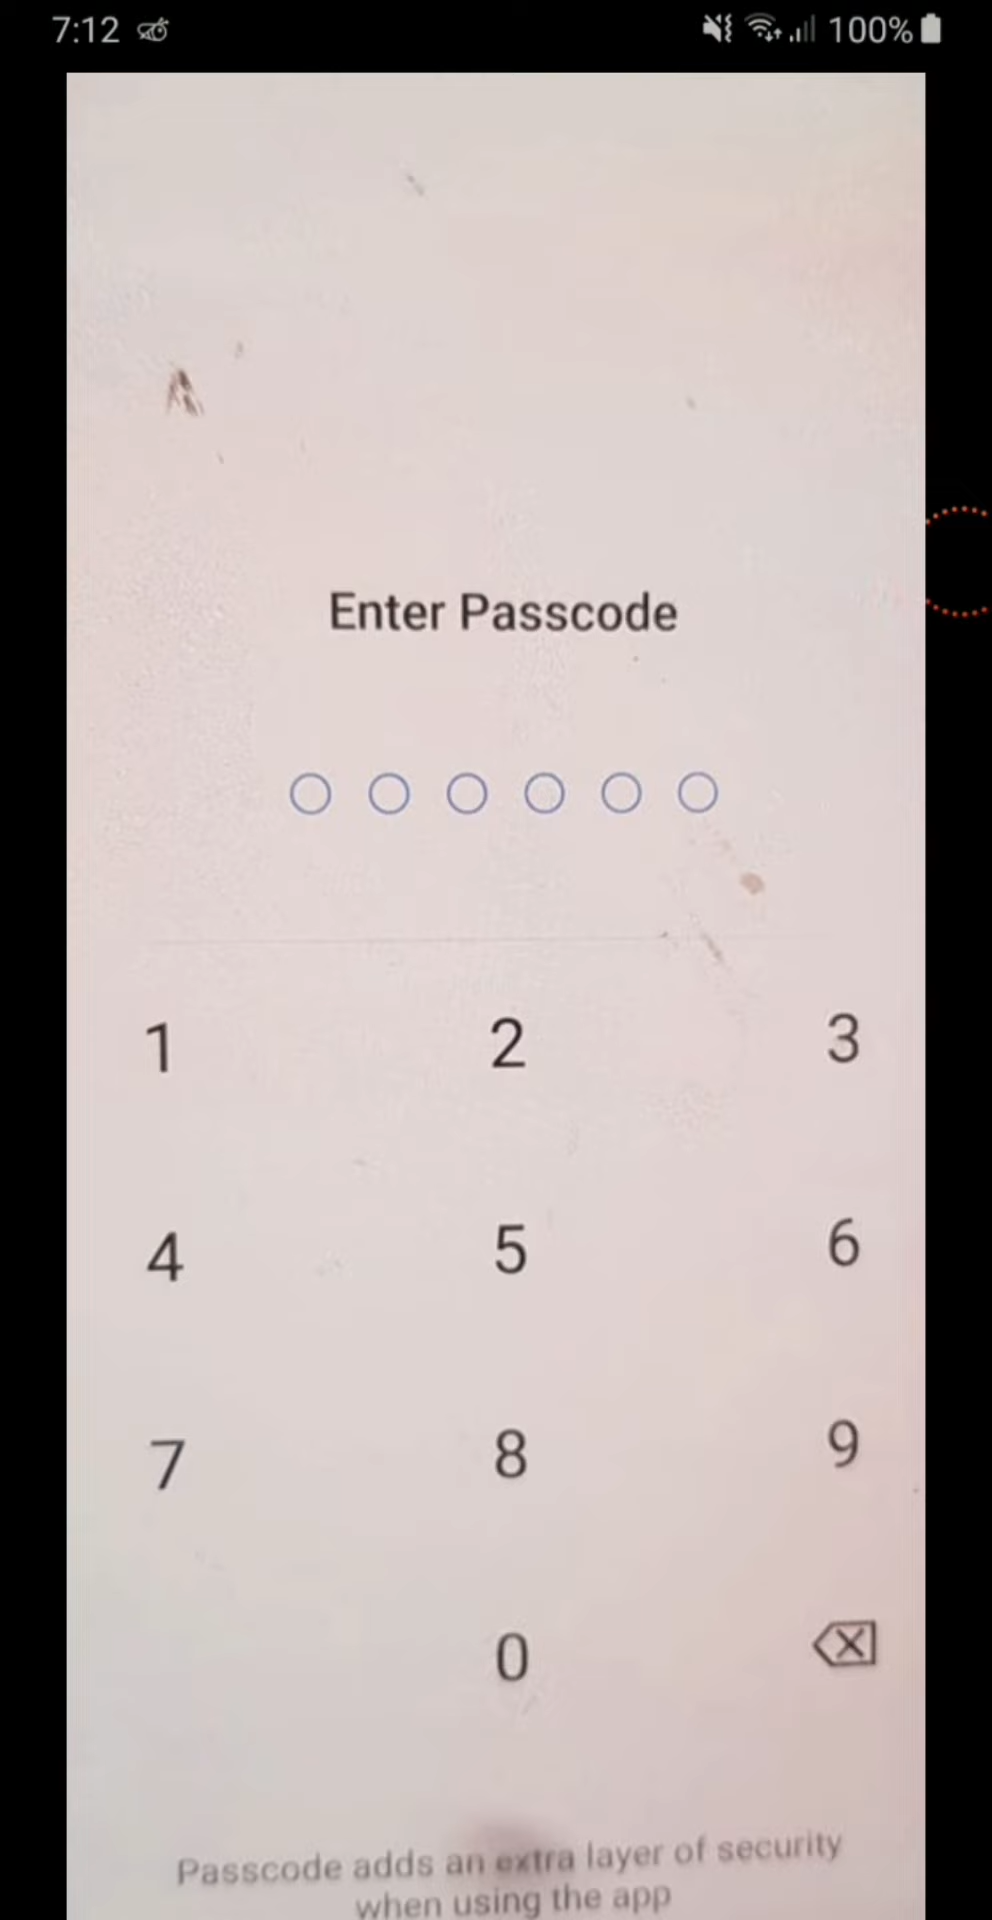 7:12 100%
Enter Passcode
1 2 3
4 5 6
7 8 9
0
Passcode adds an extra layer of security
when using the app